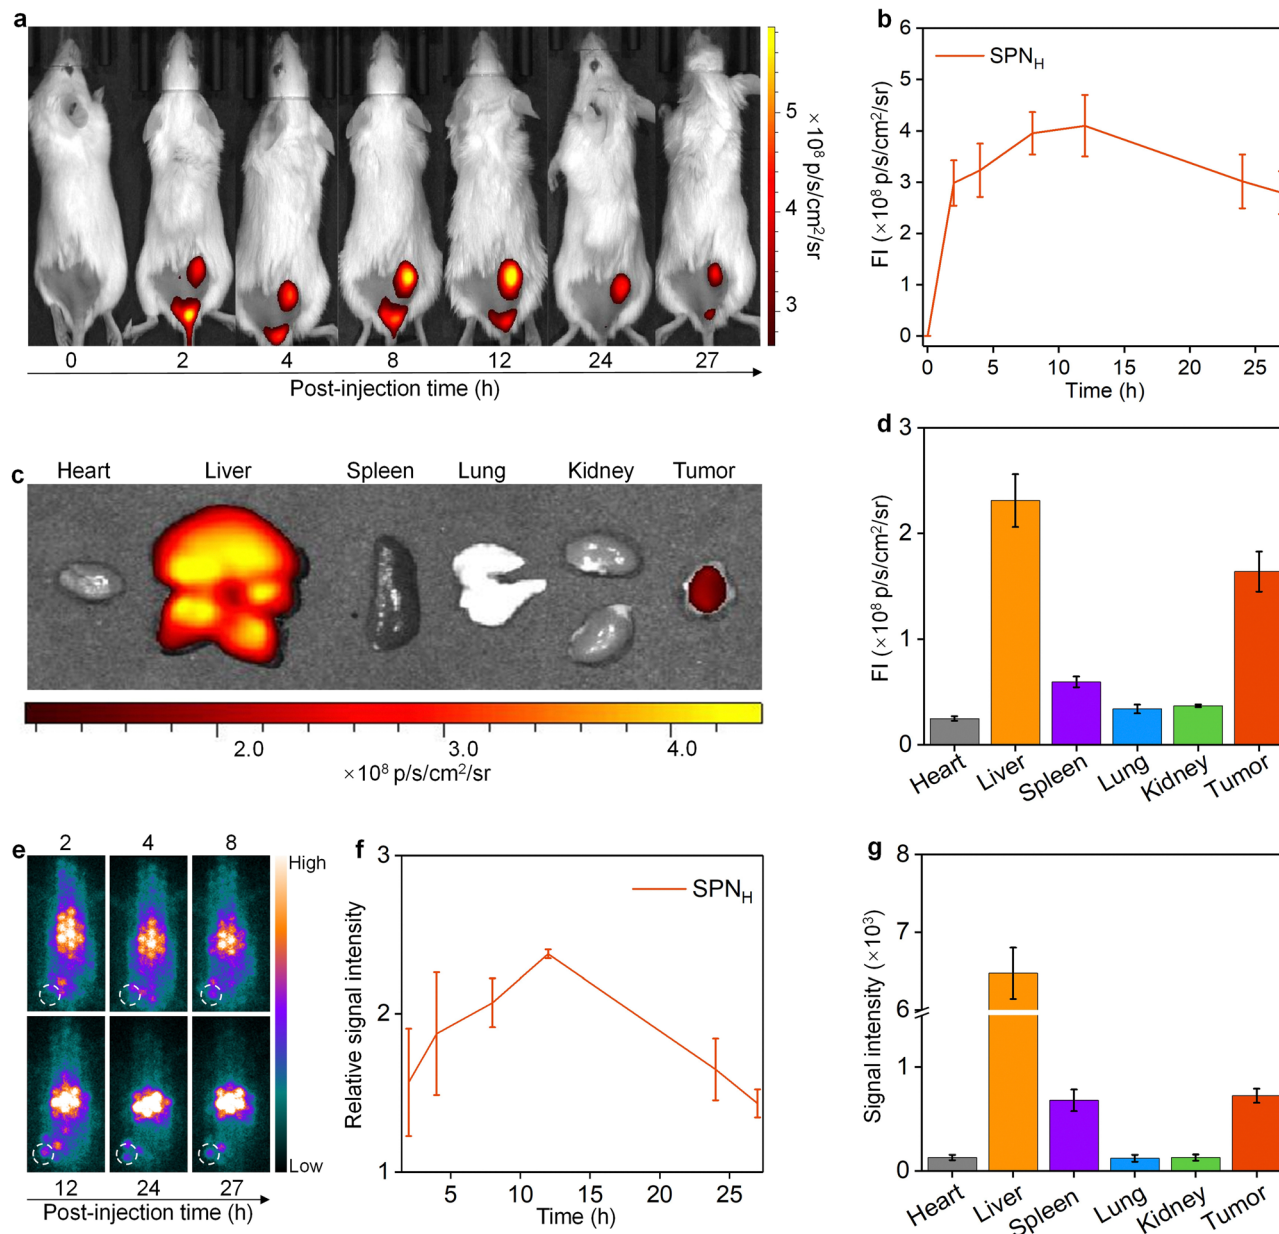 a
5
4
3
×10⁸ p/s/cm²/sr
0 2 4 8 12 24 27
Post-injection time (h)
b
SPN_H
6
5
4
3
2
1
0
FI (×10⁸ p/s/cm²/sr)
0 5 10 15 20 25
Time (h)
c
Heart Liver Spleen Lung Kidney Tumor
2.0 3.0 4.0
×10⁸ p/s/cm²/sr
d
3
2
1
0
FI (×10⁸ p/s/cm²/sr)
Heart Liver Spleen Lung Kidney Tumor
e
2 4 8
High
Low
12 24 27
Post-injection time (h)
f
SPN_H
3
2
1
Relative signal intensity
5 10 15 20 25
Time (h)
g
8
7
6
1
0
Signal intensity (×10³)
Heart Liver Spleen Lung Kidney Tumor